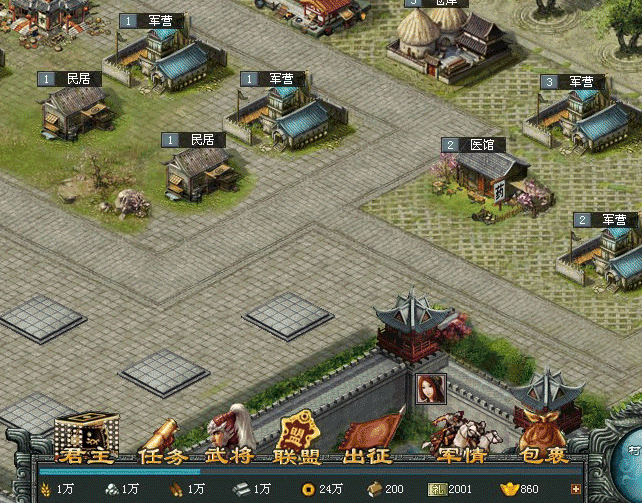 3 仓库
1 军营
1 民居
1 军营
3 军营
1 民居
2 医馆
药
2 军营
盟
君主 任务 武将 联盟 出征 军情 包裹
1万 1万 1万 1万 24万 200 礼 2001 860